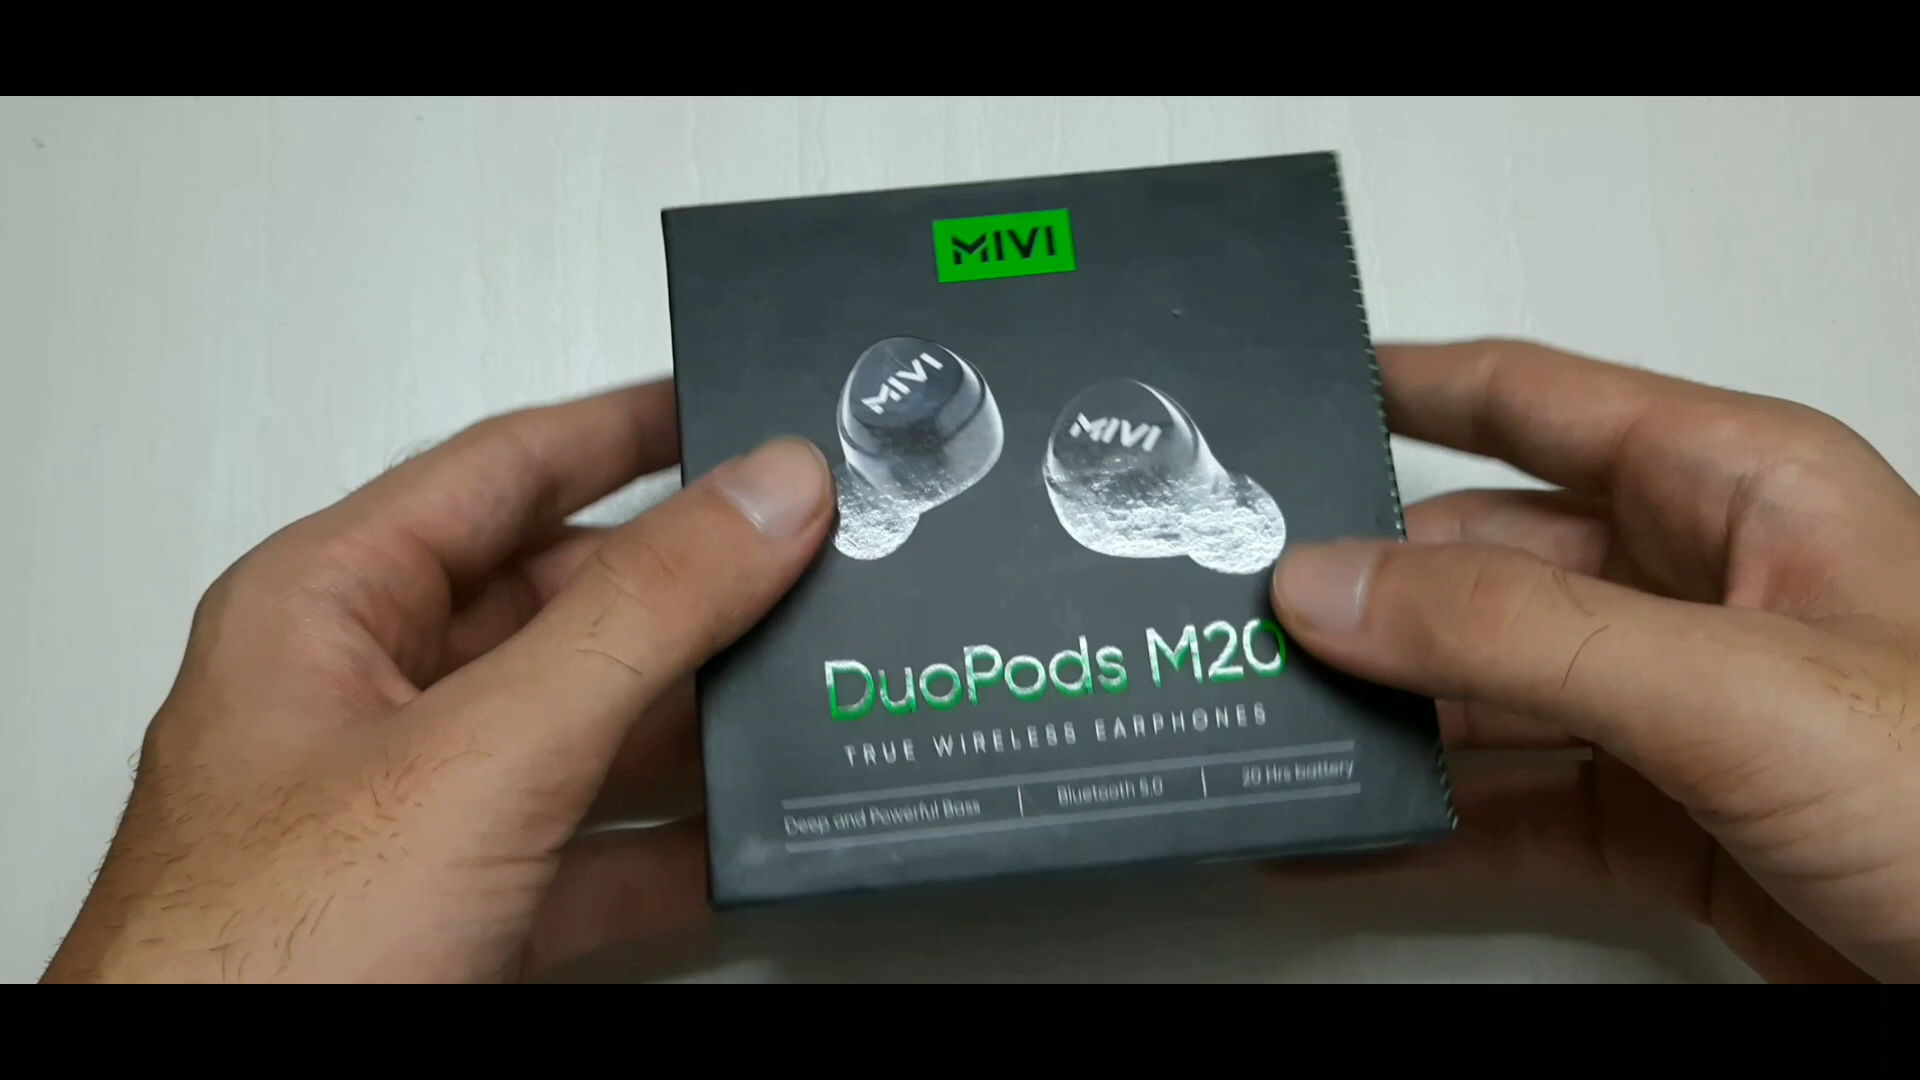 MIVI
MIVI
MIVI
DuoPods M20
TRUE WIRELESS EARPHONES
Deep and Powerful Bass | Bluetooth 5.0 | 20 Hrs battery